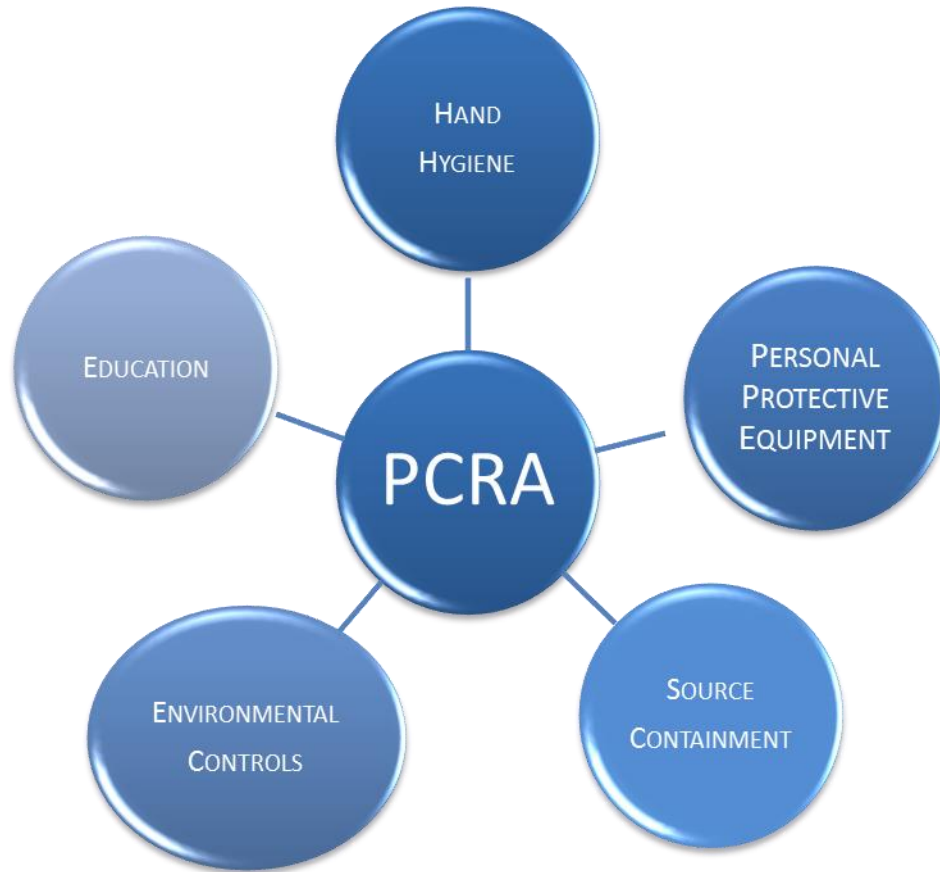 HAND
HYGIENE
EDUCATION
PERSONAL
PROTECTIVE
EQUIPMENT
PCRA
ENVIRONMENTAL
CONTROLS
SOURCE
CONTAINMENT